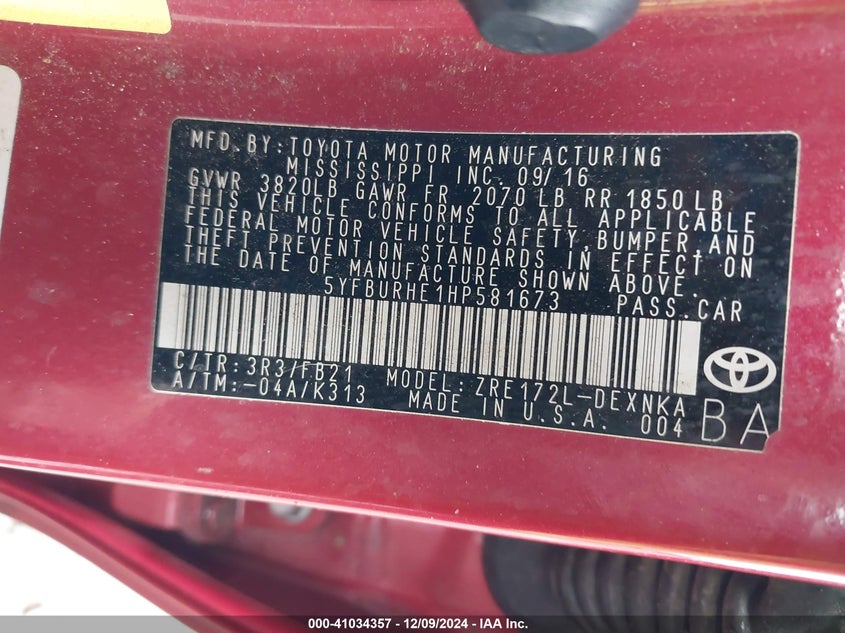 MFD.BY:TOYOTA MOTOR MANUFACTURING
MISSISSIPPI INC. 09/16
GVWR 3820LB GAWR FR 2070 LB RR 1850 LB
THIS VEHICLE CONFORMS TO ALL APPLICABLE
FEDERAL MOTOR VEHICLE SAFETY,BUMPER,AND
THEFT PREVENTION STANDARDS IN EFFECT ON
THE DATE OF MANUFACTURE SHOWN ABOVE.
5YFBURHE1HP581673 PASS.CAR
C/TR:3R3/FB21 MODEL:ZRE172L-DEXNKA
A/TM:-04A/K313 MADE IN U.S.A. 004 BA
000-41034357 | 12/09/2024 - IAA Inc.